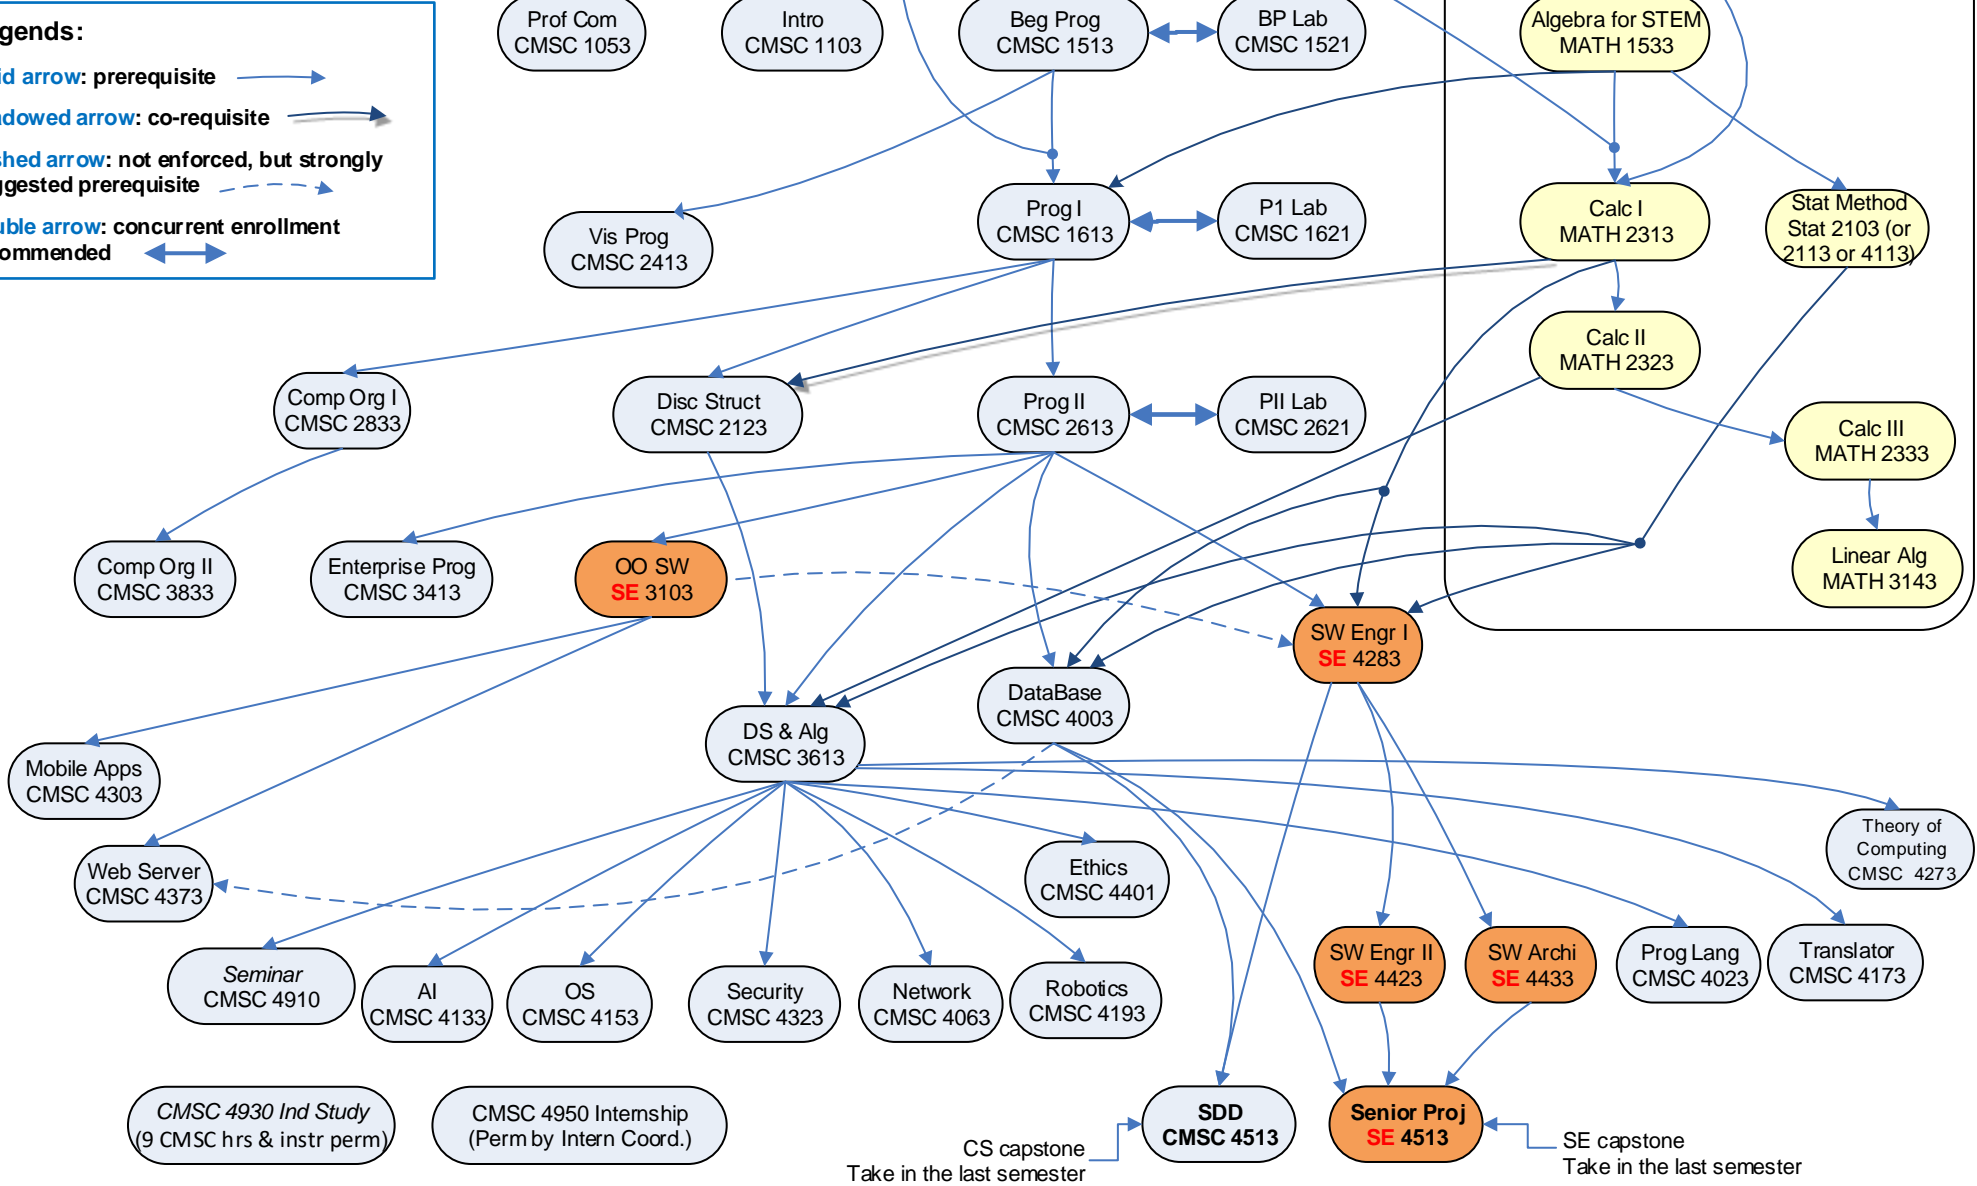 gends:
id arrow: prerequisite
adowed arrow: co-requisite
shed arrow: not enforced, but strongly
ggested prerequisite
uble arrow: concurrent enrollment
ommended
Prof Com
CMSC 1053
Intro
CMSC 1103
Beg Prog
CMSC 1513
BP Lab
CMSC 1521
Algebra for STEM
MATH 1533
Vis Prog
CMSC 2413
Prog I
CMSC 1613
P1 Lab
CMSC 1621
Calc I
MATH 2313
Stat Method
Stat 2103 (or
2113 or 4113)
Calc II
MATH 2323
Comp Org I
CMSC 2833
Disc Struct
CMSC 2123
Prog II
CMSC 2613
PII Lab
CMSC 2621
Calc III
MATH 2333
Comp Org II
CMSC 3833
Enterprise Prog
CMSC 3413
OO SW
SE 3103
Linear Alg
MATH 3143
SW Engr I
SE 4283
DataBase
CMSC 4003
DS & Alg
CMSC 3613
Mobile Apps
CMSC 4303
Theory of
Computing
CMSC 4273
Web Server
CMSC 4373
Ethics
CMSC 4401
Seminar
CMSC 4910
AI
CMSC 4133
OS
CMSC 4153
Security
CMSC 4323
Network
CMSC 4063
Robotics
CMSC 4193
SW Engr II
SE 4423
SW Archi
SE 4433
Prog Lang
CMSC 4023
Translator
CMSC 4173
CMSC 4930 Ind Study
(9 CMSC hrs & instr perm)
CMSC 4950 Internship
(Perm by Intern Coord.)
CS capstone
Take in the last semester
SDD
CMSC 4513
Senior Proj
SE 4513
SE capstone
Take in the last semester